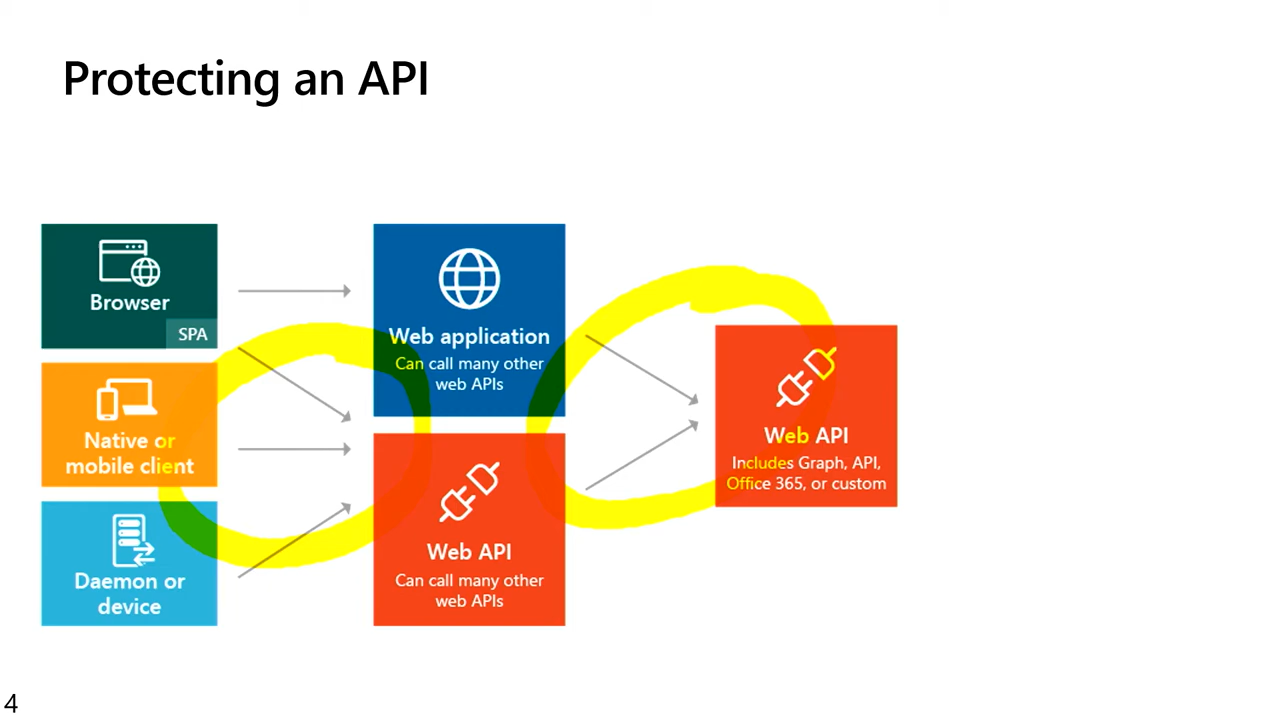 Protecting an API
Browser
SPA
Native or
mobile client
Daemon or
device
Web application
Can call many other
web APIs
Web API
Can call many other
web APIs
Web API
Includes Graph, API,
Office 365, or custom
4